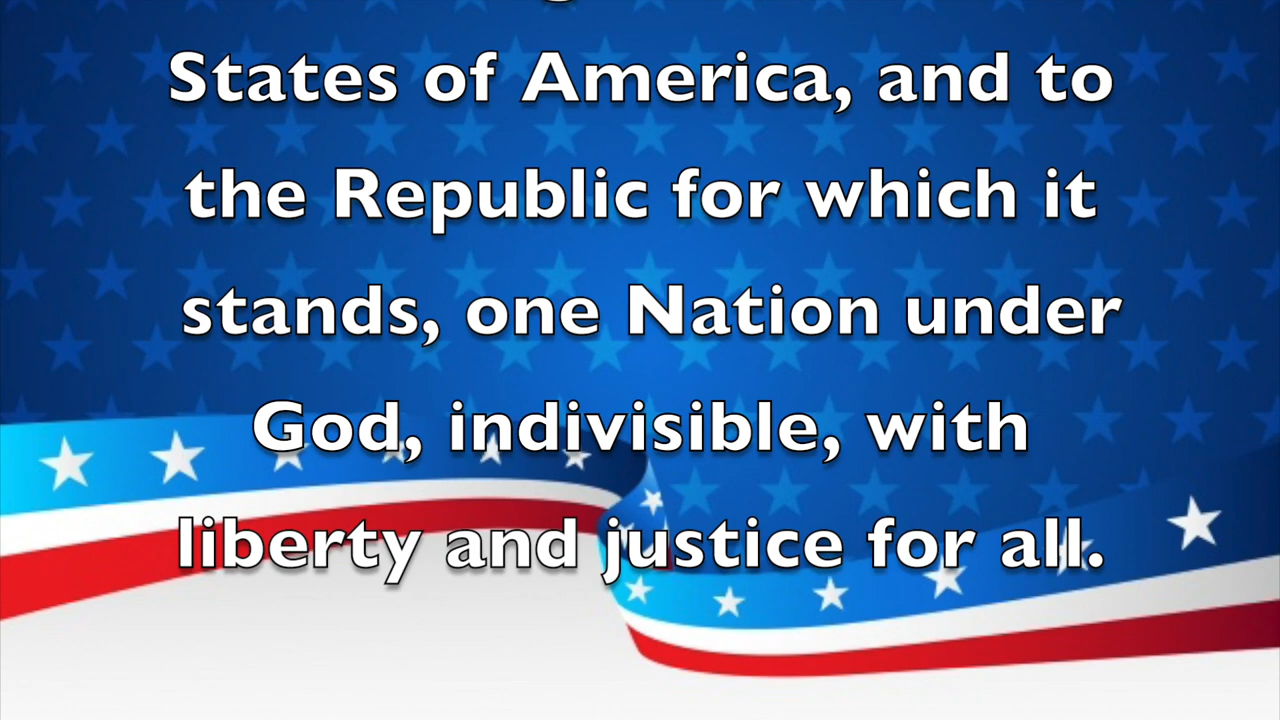 States of America, and to
the Republic for which it
stands, one Nation under
God, indivisible, with
liberty and justice for all.